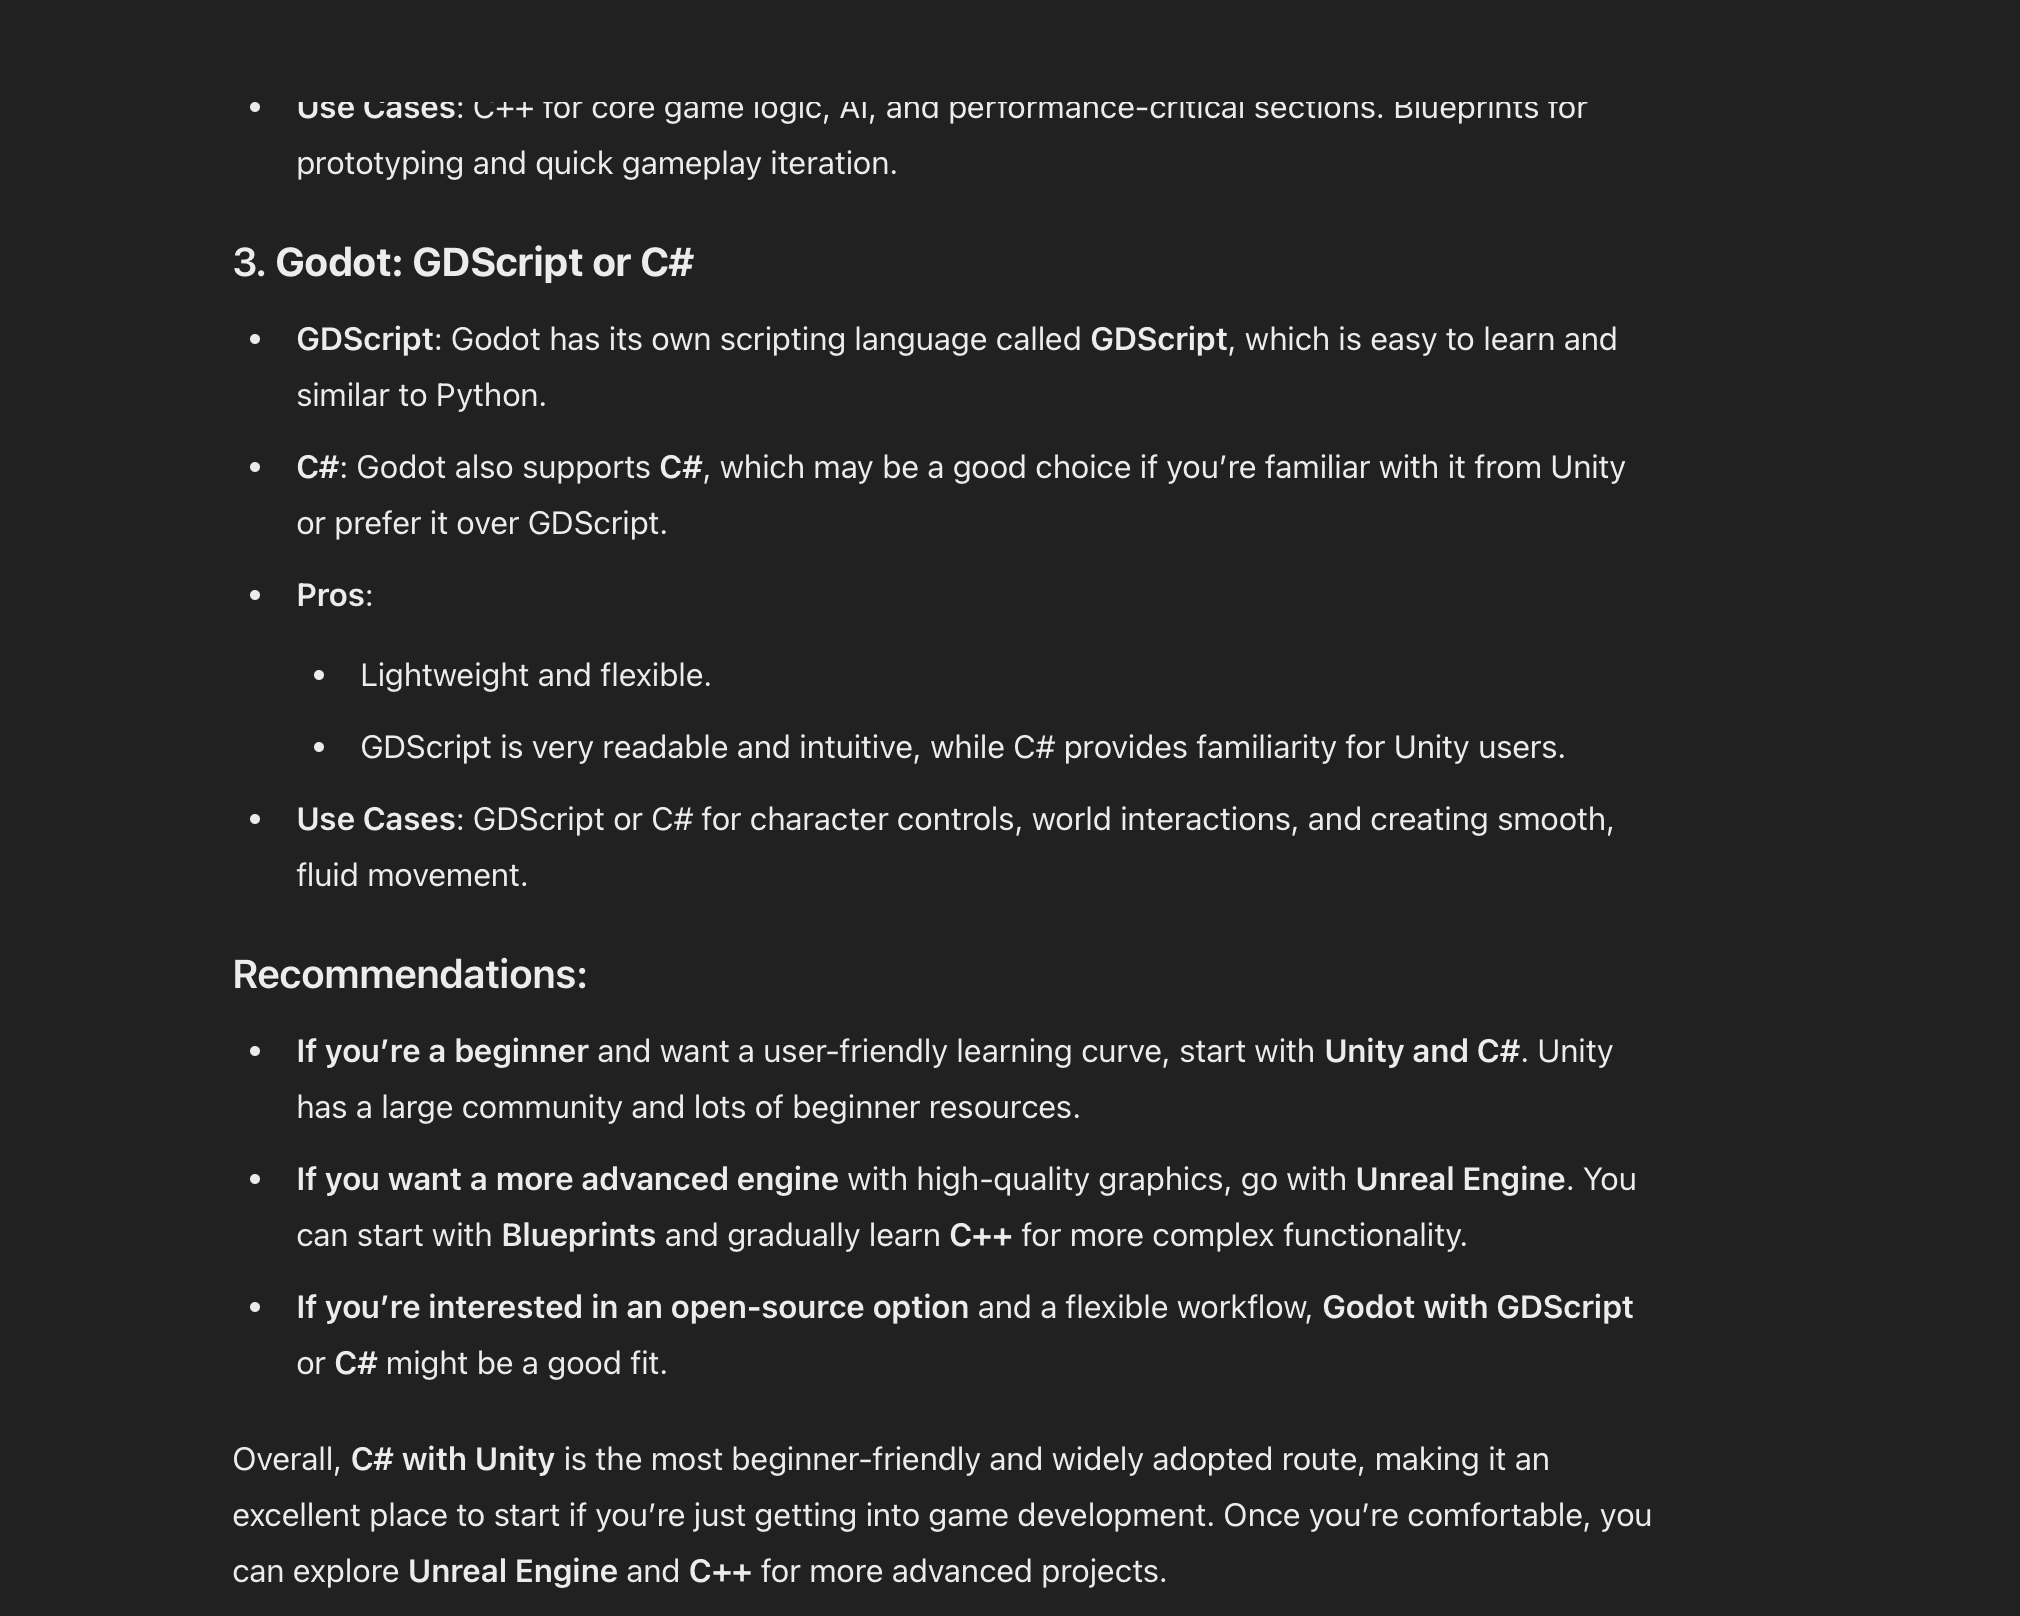 • Use Cases: C++ for core game logic, AI, and performance-critical sections. Blueprints for
prototyping and quick gameplay iteration.
3. Godot: GDScript or C#
• GDScript: Godot has its own scripting language called GDScript, which is easy to learn and
similar to Python.
• C#: Godot also supports C#, which may be a good choice if you’re familiar with it from Unity
or prefer it over GDScript.
• Pros:
• Lightweight and flexible.
• GDScript is very readable and intuitive, while C# provides familiarity for Unity users.
• Use Cases: GDScript or C# for character controls, world interactions, and creating smooth,
fluid movement.
Recommendations:
• If you’re a beginner and want a user-friendly learning curve, start with Unity and C#. Unity
has a large community and lots of beginner resources.
• If you want a more advanced engine with high-quality graphics, go with Unreal Engine. You
can start with Blueprints and gradually learn C++ for more complex functionality.
• If you’re interested in an open-source option and a flexible workflow, Godot with GDScript
or C# might be a good fit.
Overall, C# with Unity is the most beginner-friendly and widely adopted route, making it an
excellent place to start if you’re just getting into game development. Once you’re comfortable, you
can explore Unreal Engine and C++ for more advanced projects.